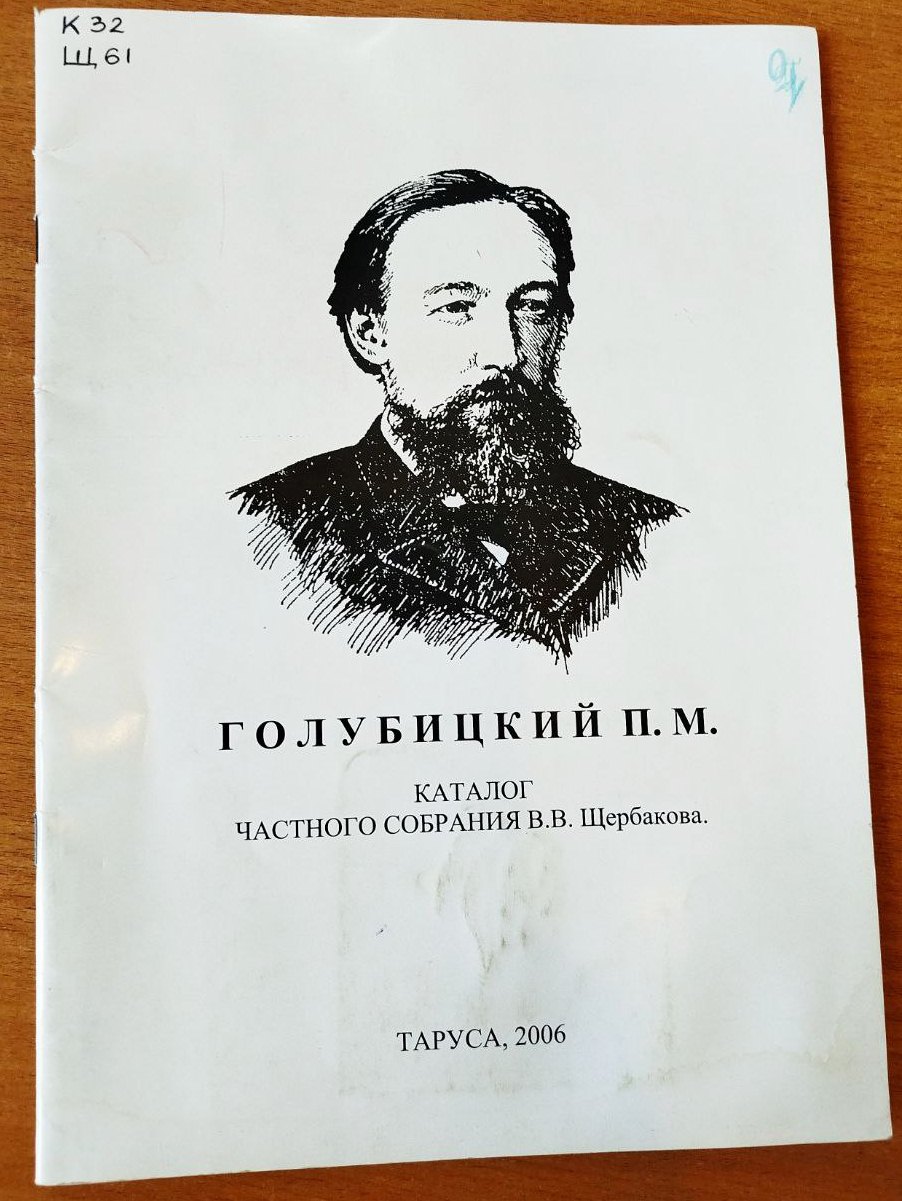 К 32
Щ 61
ГОЛУБИЦКИЙ П. М.
КАТАЛОГ
ЧАСТНОГО СОБРАНИЯ В.В. Щербакова.
ТАРУСА, 2006